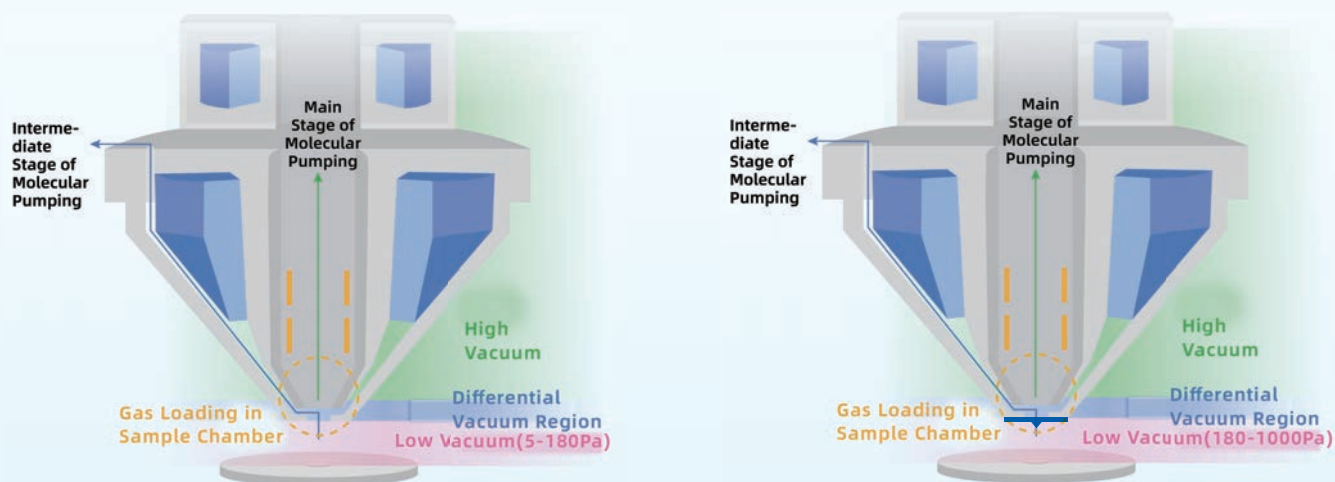 Main
Stage of
Molecular
Pumping
Interme-
diate
Stage of
Molecular
Pumping
High
Vacuum
Differential
Vacuum Region
Gas Loading in
Sample Chamber
Low Vacuum(5-180Pa)
Main
Stage of
Molecular
Pumping
Interme-
diate
Stage of
Molecular
Pumping
High
Vacuum
Differential
Vacuum Region
Gas Loading in
Sample Chamber
Low Vacuum(180-1000Pa)